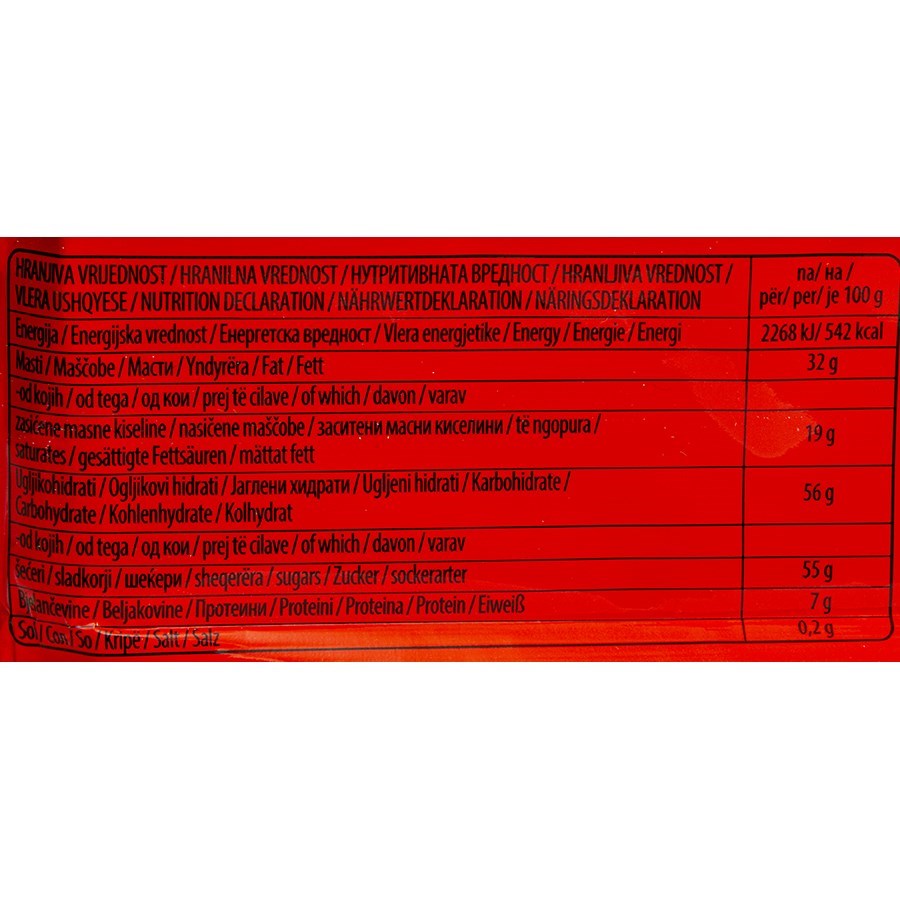 HRANJIVA VRIJEDNOST / HRANILNA VREDNOST / НУТРИТИВНАТА ВРЕДНОСТ / HRANLJIVA VREDNOST /
VLERA USHQYESE / NUTRITION DECLARATION / NÄHRWERTDEKLARATION / NÄRINGSDEKLARATION
na/ на /
për/ per/ je 100 g
Energija / Energijska vrednost / Енергетска вредност / Vlera energjetike / Energy / Energie / Energi
2268 kJ/ 542 kcal
Masti / Maščobe / Масти / Yndyrëra / Fat / Fett
32 g
-od kojih / od tega / од кои / prej të cilave / of which / davon / varav
zasićene masne kiseline / nasičene maščobe / заситени масни киселини / të ngopura /
saturates / gesättigte Fettsäuren / mättat fett
19 g
Ugljikohidrati / Ogljikovi hidrati / Јаглени хидрати / Ugljeni hidrati / Karbohidrate /
Carbohydrate / Kohlenhydrate / Kolhydrat
56 g
-od kojih / od tega / од кои / prej të cilave / of which / davon / varav
šećeri / sladkorji / шеќери / sheqerëra / sugars / Zucker / sockerarter
55 g
Bjelančevine / Beljakovine / Протеини / Proteini / Proteina / Protein / Eiweiß
7 g
Sol / Сол / So / Kripë / Salt / Salz
0,2 g